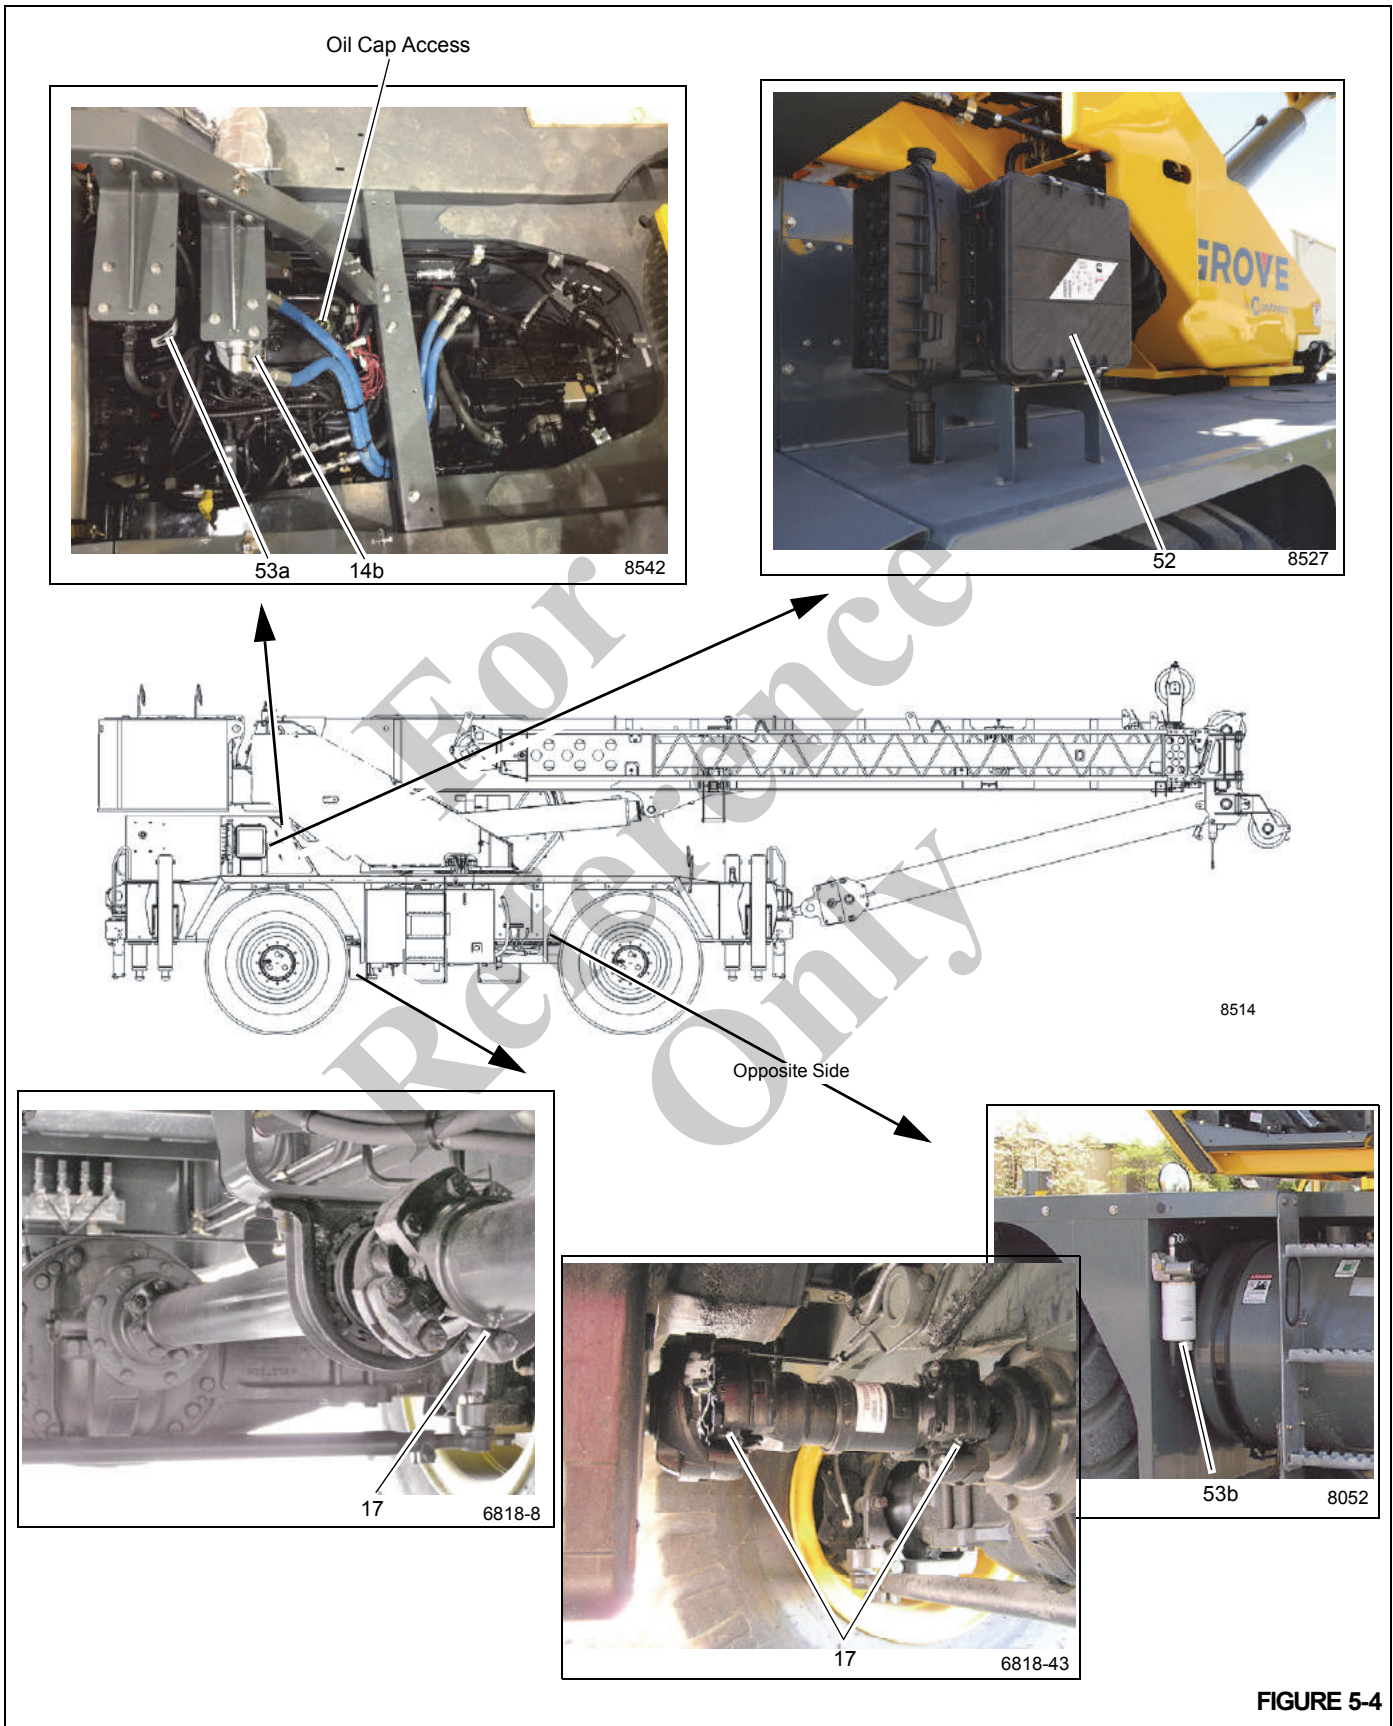 Oil Cap Access
53a
14b
8542
GROVE
52
8527
For
Reference
Only
8514
Opposite Side
17
6818-8
17
6818-43
53b
8052
FIGURE 5-4